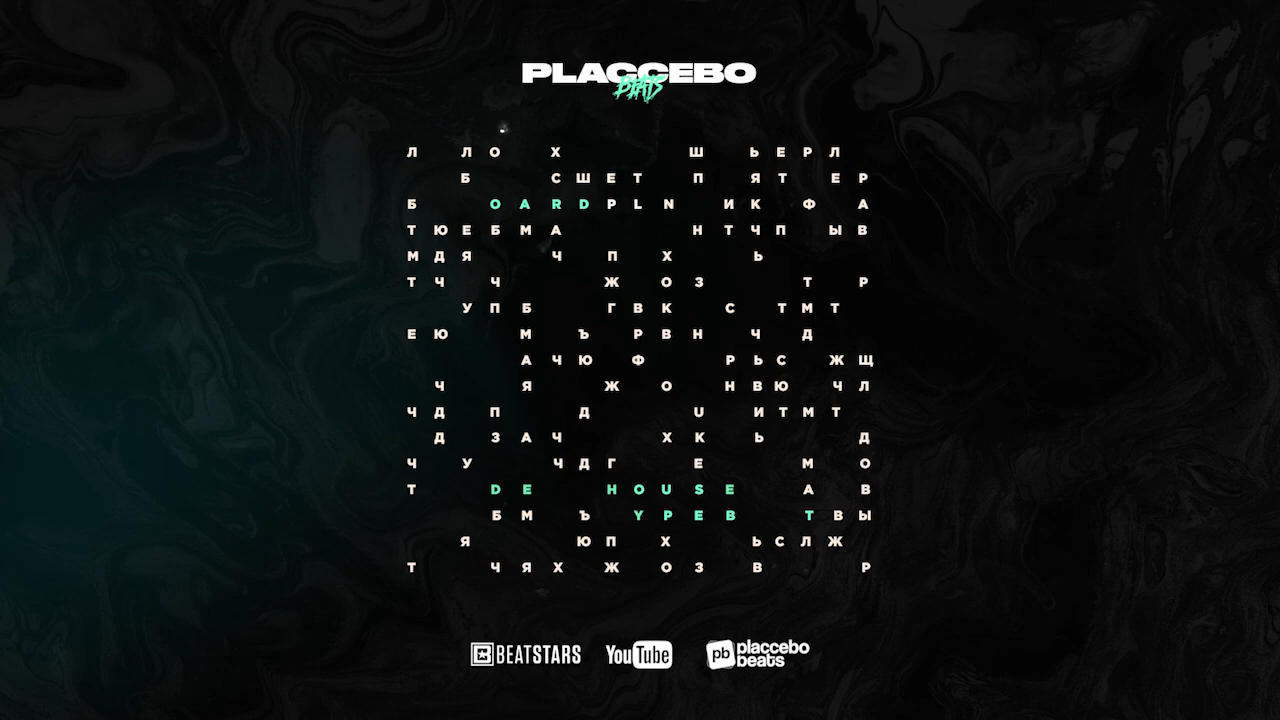 PLACCEBO
BEATS
Л Л О Х Ш Ь Е Р Л
Б С Ш Е Т П Я Т Е Р
Б O A R D P L N И К Ф А
Т Ю Е Б М А Н Т Ч П Ы В
М Д Я Ч П Х Ь
Т Ч Ч Ж О З Т Р
У П Б Г В К С Т М Т
Е Ю М Ъ Р В Н Ч Д
А Ч Ю Ф Р Ь С Ж Щ
Ч Я Ж О Н В Ю Ч Л
Ч Д П Д U И Т М Т
Д З А Ч Х К Ь Д
Ч У Ч Д Г Е М О
Т D E H O U S E А В
Б М Ъ Y P E B T В Ы
Я Ю П Х Ь С Л Ж
Т Ч Я Х Ж О З В Р
BEATSTARS YouTube pb placcebo beats